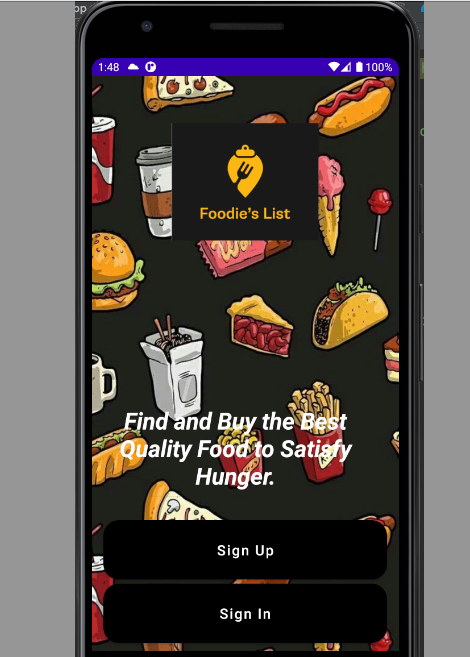 op
1:48
100%
Foodie's List
Find and Buy the Best
Quality Food to Satisfy
Hunger.
Sign Up
Sign In